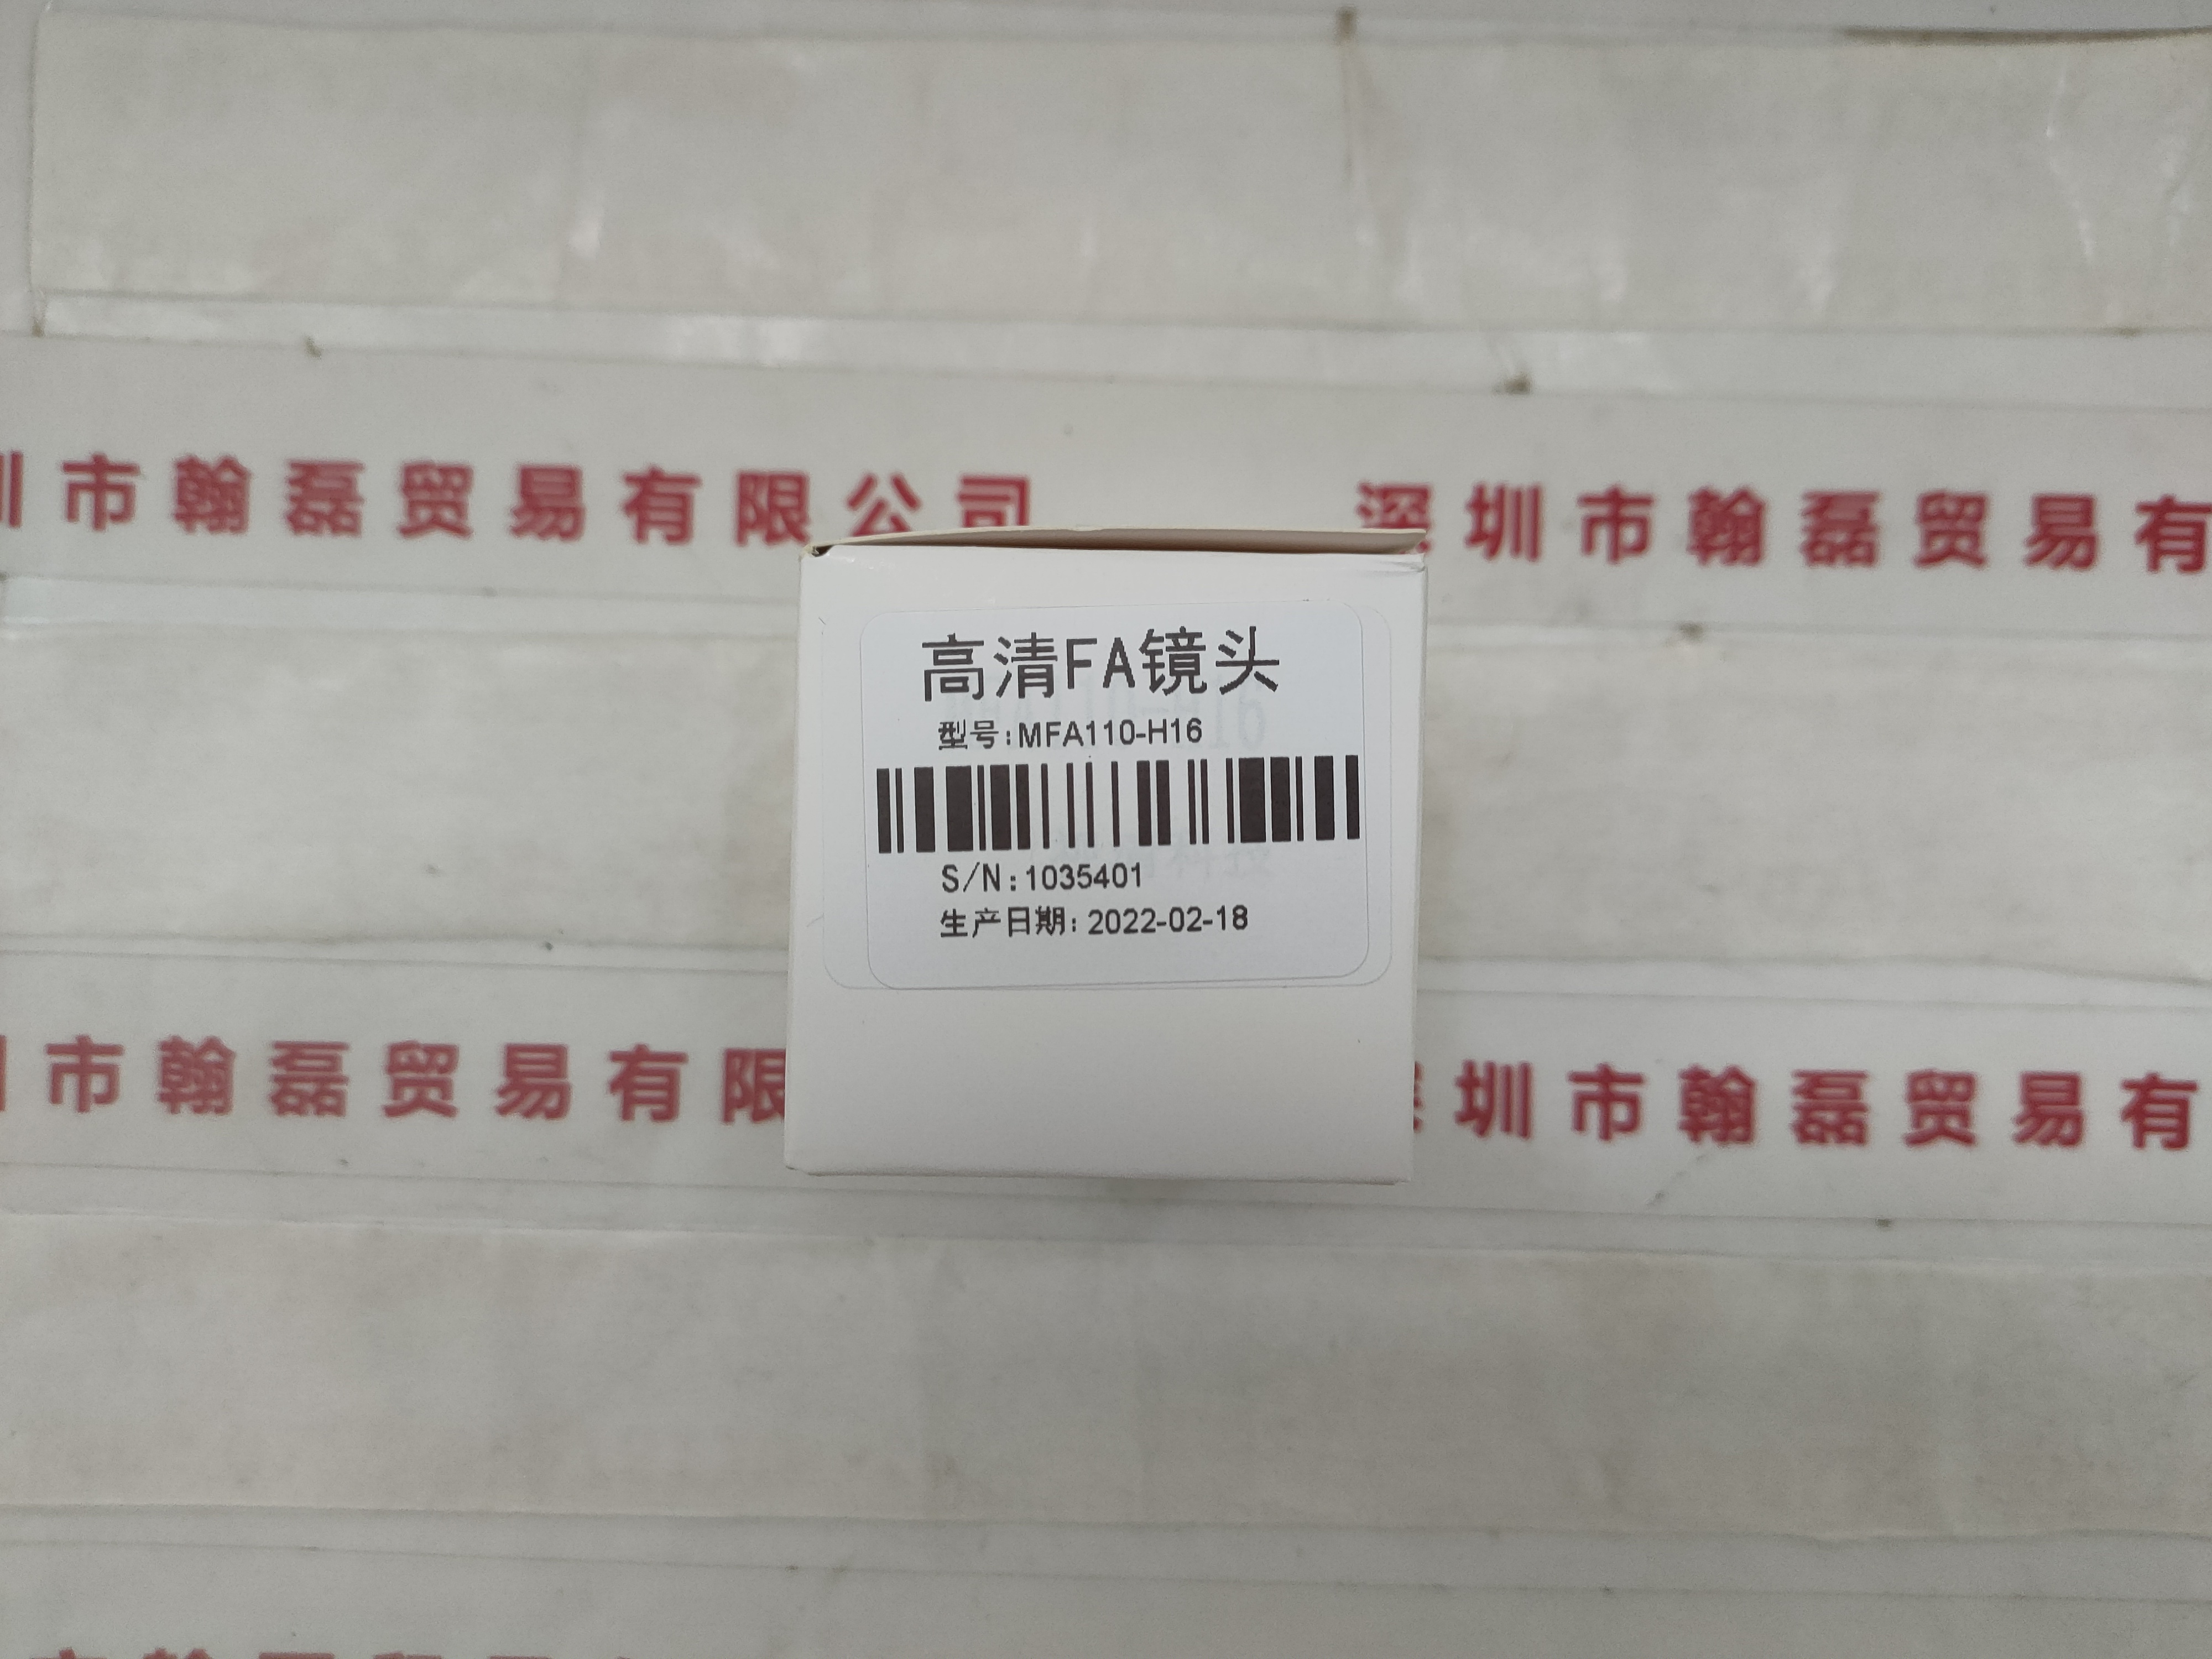 圳市翰磊贸易有限公司 深圳市翰磊贸易有
高清FA镜头
型号:MFA110-H16
S/N:1035401
生产日期: 2022-02-18
市翰磊贸易有限 深圳市翰磊贸易有